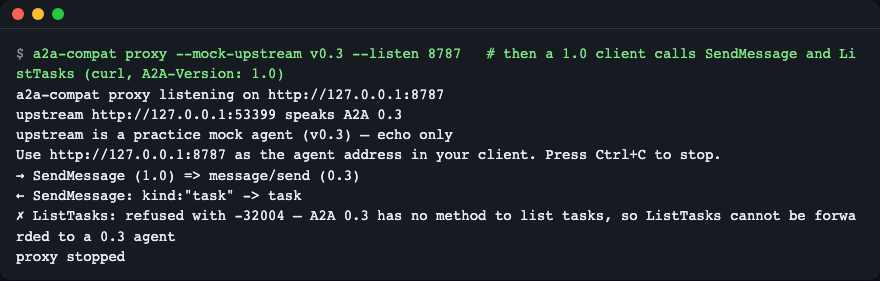 $ a2a-compat proxy --mock-upstream v0.3 --listen 8787   # then a 1.0 client calls SendMessage and Li
stTasks (curl, A2A-Version: 1.0)
a2a-compat proxy listening on http://127.0.0.1:8787
upstream http://127.0.0.1:53399 speaks A2A 0.3
upstream is a practice mock agent (v0.3) — echo only
Use http://127.0.0.1:8787 as the agent address in your client. Press Ctrl+C to stop.
→ SendMessage (1.0) => message/send (0.3)
← SendMessage: kind:"task" -> task
✗ ListTasks: refused with -32004 — A2A 0.3 has no method to list tasks, so ListTasks cannot be forwa
rded to a 0.3 agent
proxy stopped